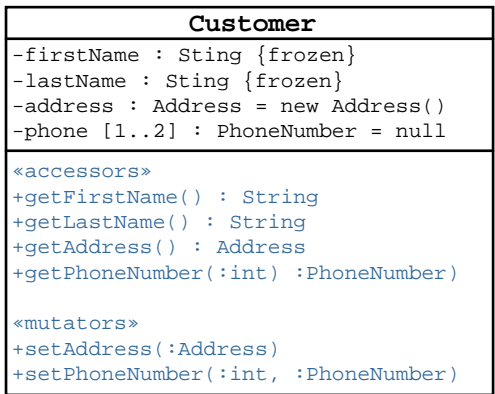 Customer
-firstName : Sting {frozen}
-lastName : Sting {frozen}
-address : Address = new Address()
-phone [1..2] : PhoneNumber = null
«accessors»
+getFirstName() : String
+getLastName() : String
+getAddress() : Address
+getPhoneNumber(:int) :PhoneNumber)
«mutators»
+setAddress(:Address)
+setPhoneNumber(:int, :PhoneNumber)